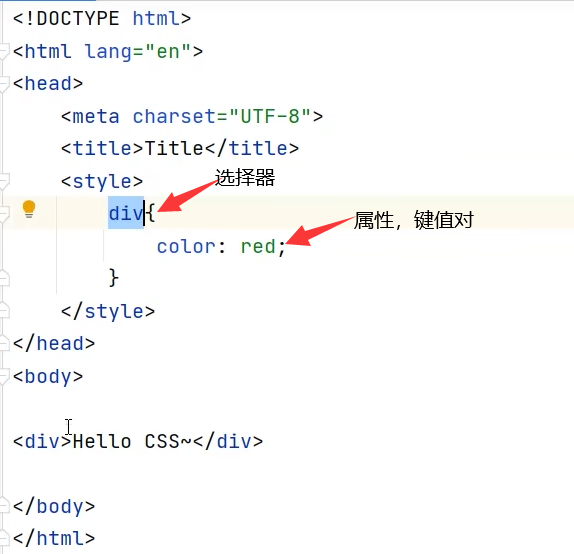 <!DOCTYPE html>
<html lang="en">
<head>
<meta charset="UTF-8">
<title>Title</title>
<style>
选择器
div{
属性，键值对
color: red;
}
</style>
</head>
<body>
<div>Hello CSS~</div>
</body>
</html>